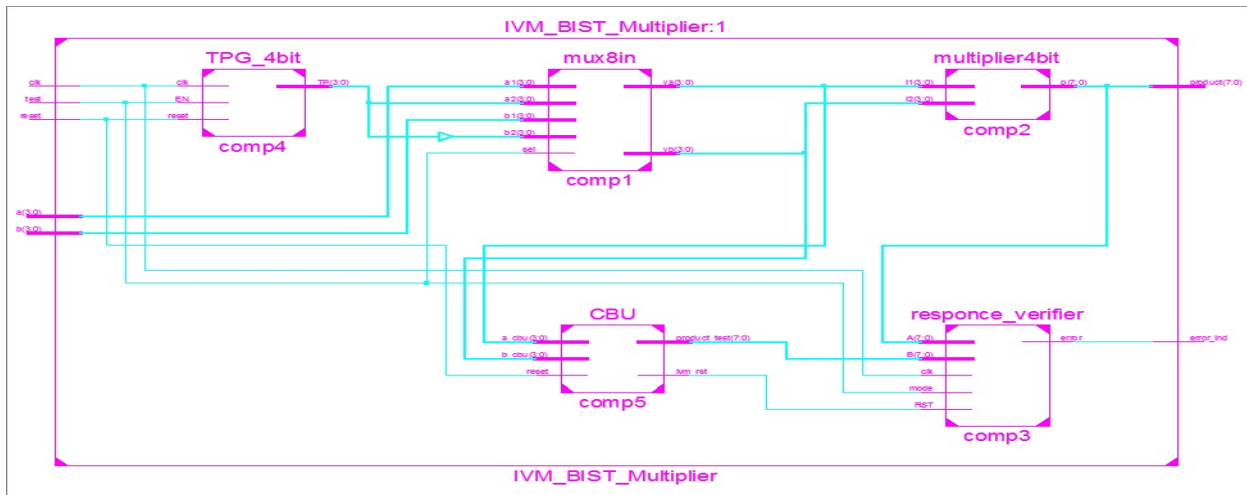 IVM_BIST_Multiplier:1
TPG_4bit
mux8in
multiplier4bit
clk
clk
TP(3:0)
a1(3:0)
ya(3:0)
I1(3:0)
p(7:0)
product(7:0)
test
EN
a2(3:0)
I2(3:0)
reset
reset
b1(3:0)
b2(3:0)
comp4
comp2
sel
yb(3:0)
comp1
a(3:0)
b(3:0)
CBU
responce_verifier
a_cbu(3:0)
product_test(7:0)
A(7:0)
error
error_ind
b_cbu(3:0)
B(7:0)
reset
ivm_rst
clk
mode
comp5
RST
comp3
IVM_BIST_Multiplier